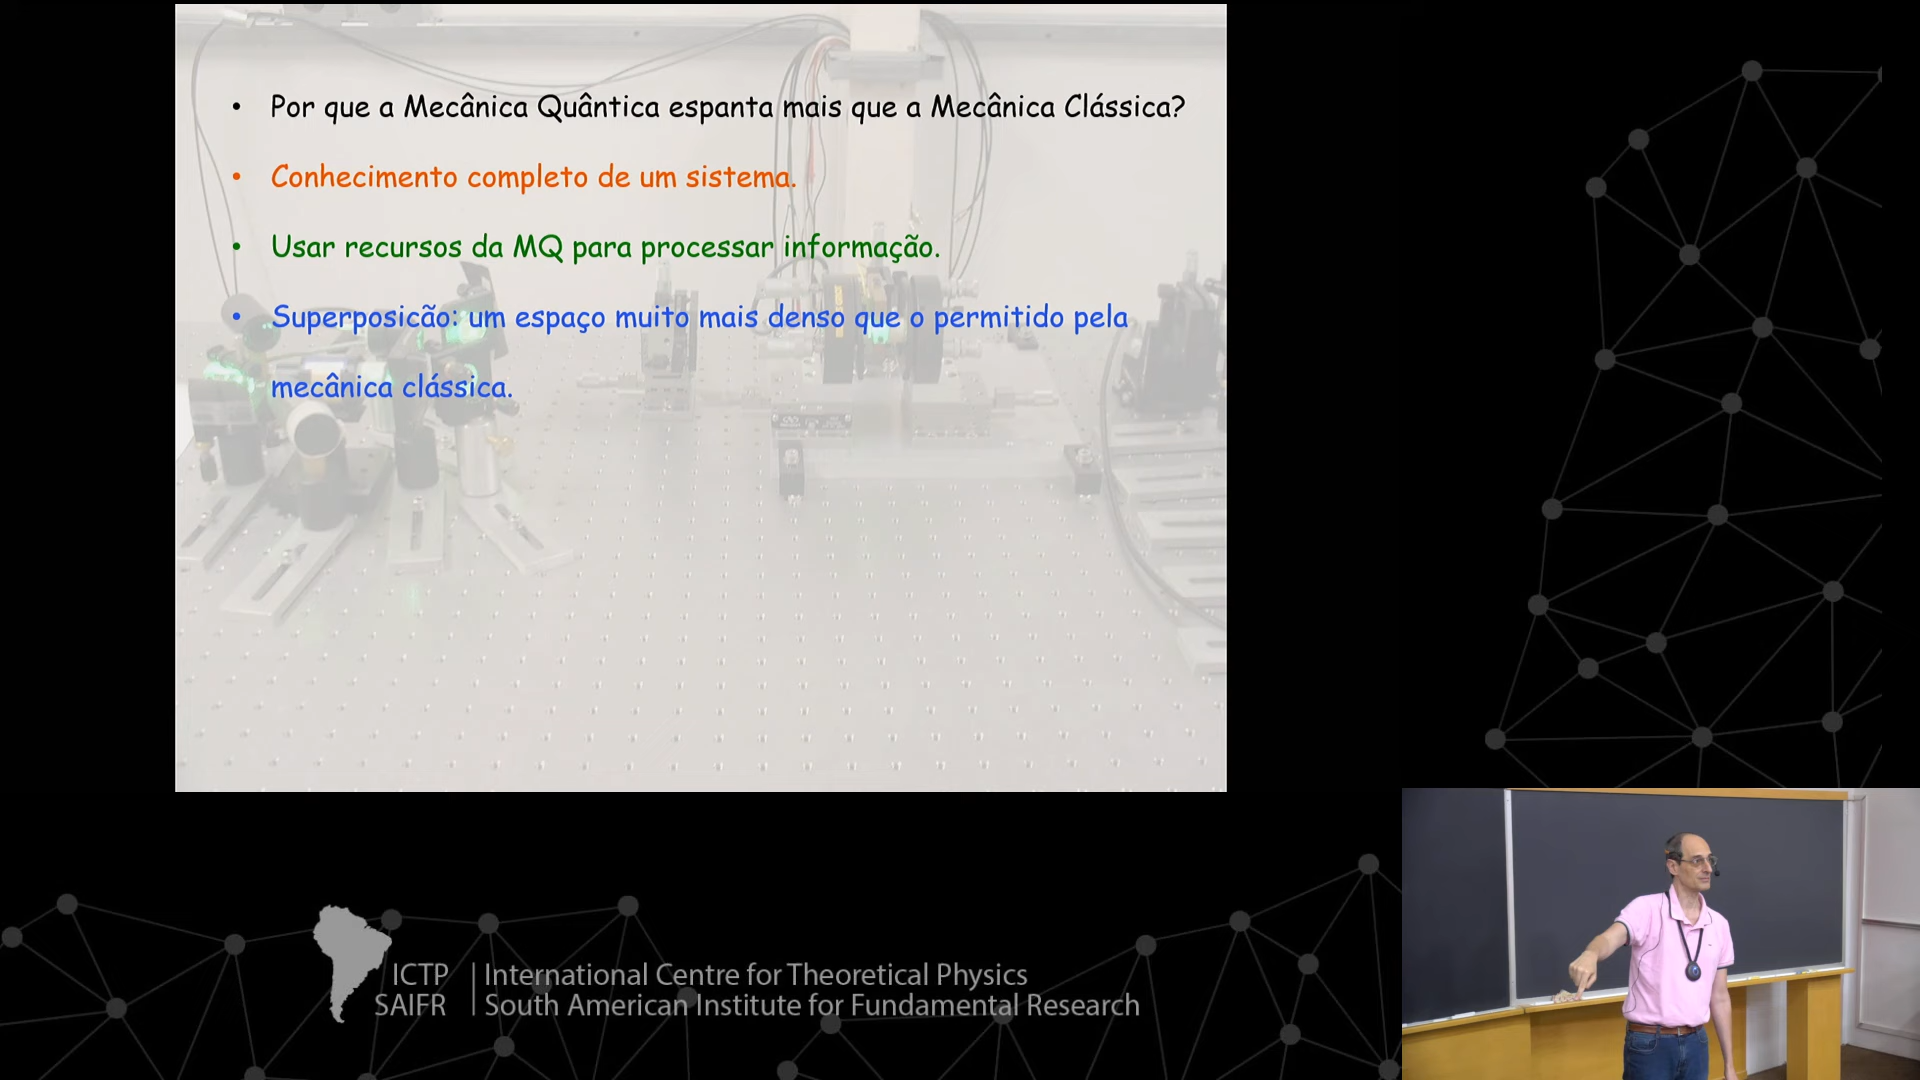 • Por que a Mecânica Quântica espanta mais que a Mecânica Clássica?
• Conhecimento completo de um sistema.
• Usar recursos da MQ para processar informação.
• Superposicão: um espaço muito mais denso que o permitido pela
mecânica clássica.
ICTP | International Centre for Theoretical Physics
SAIFR | South American Institute for Fundamental Research